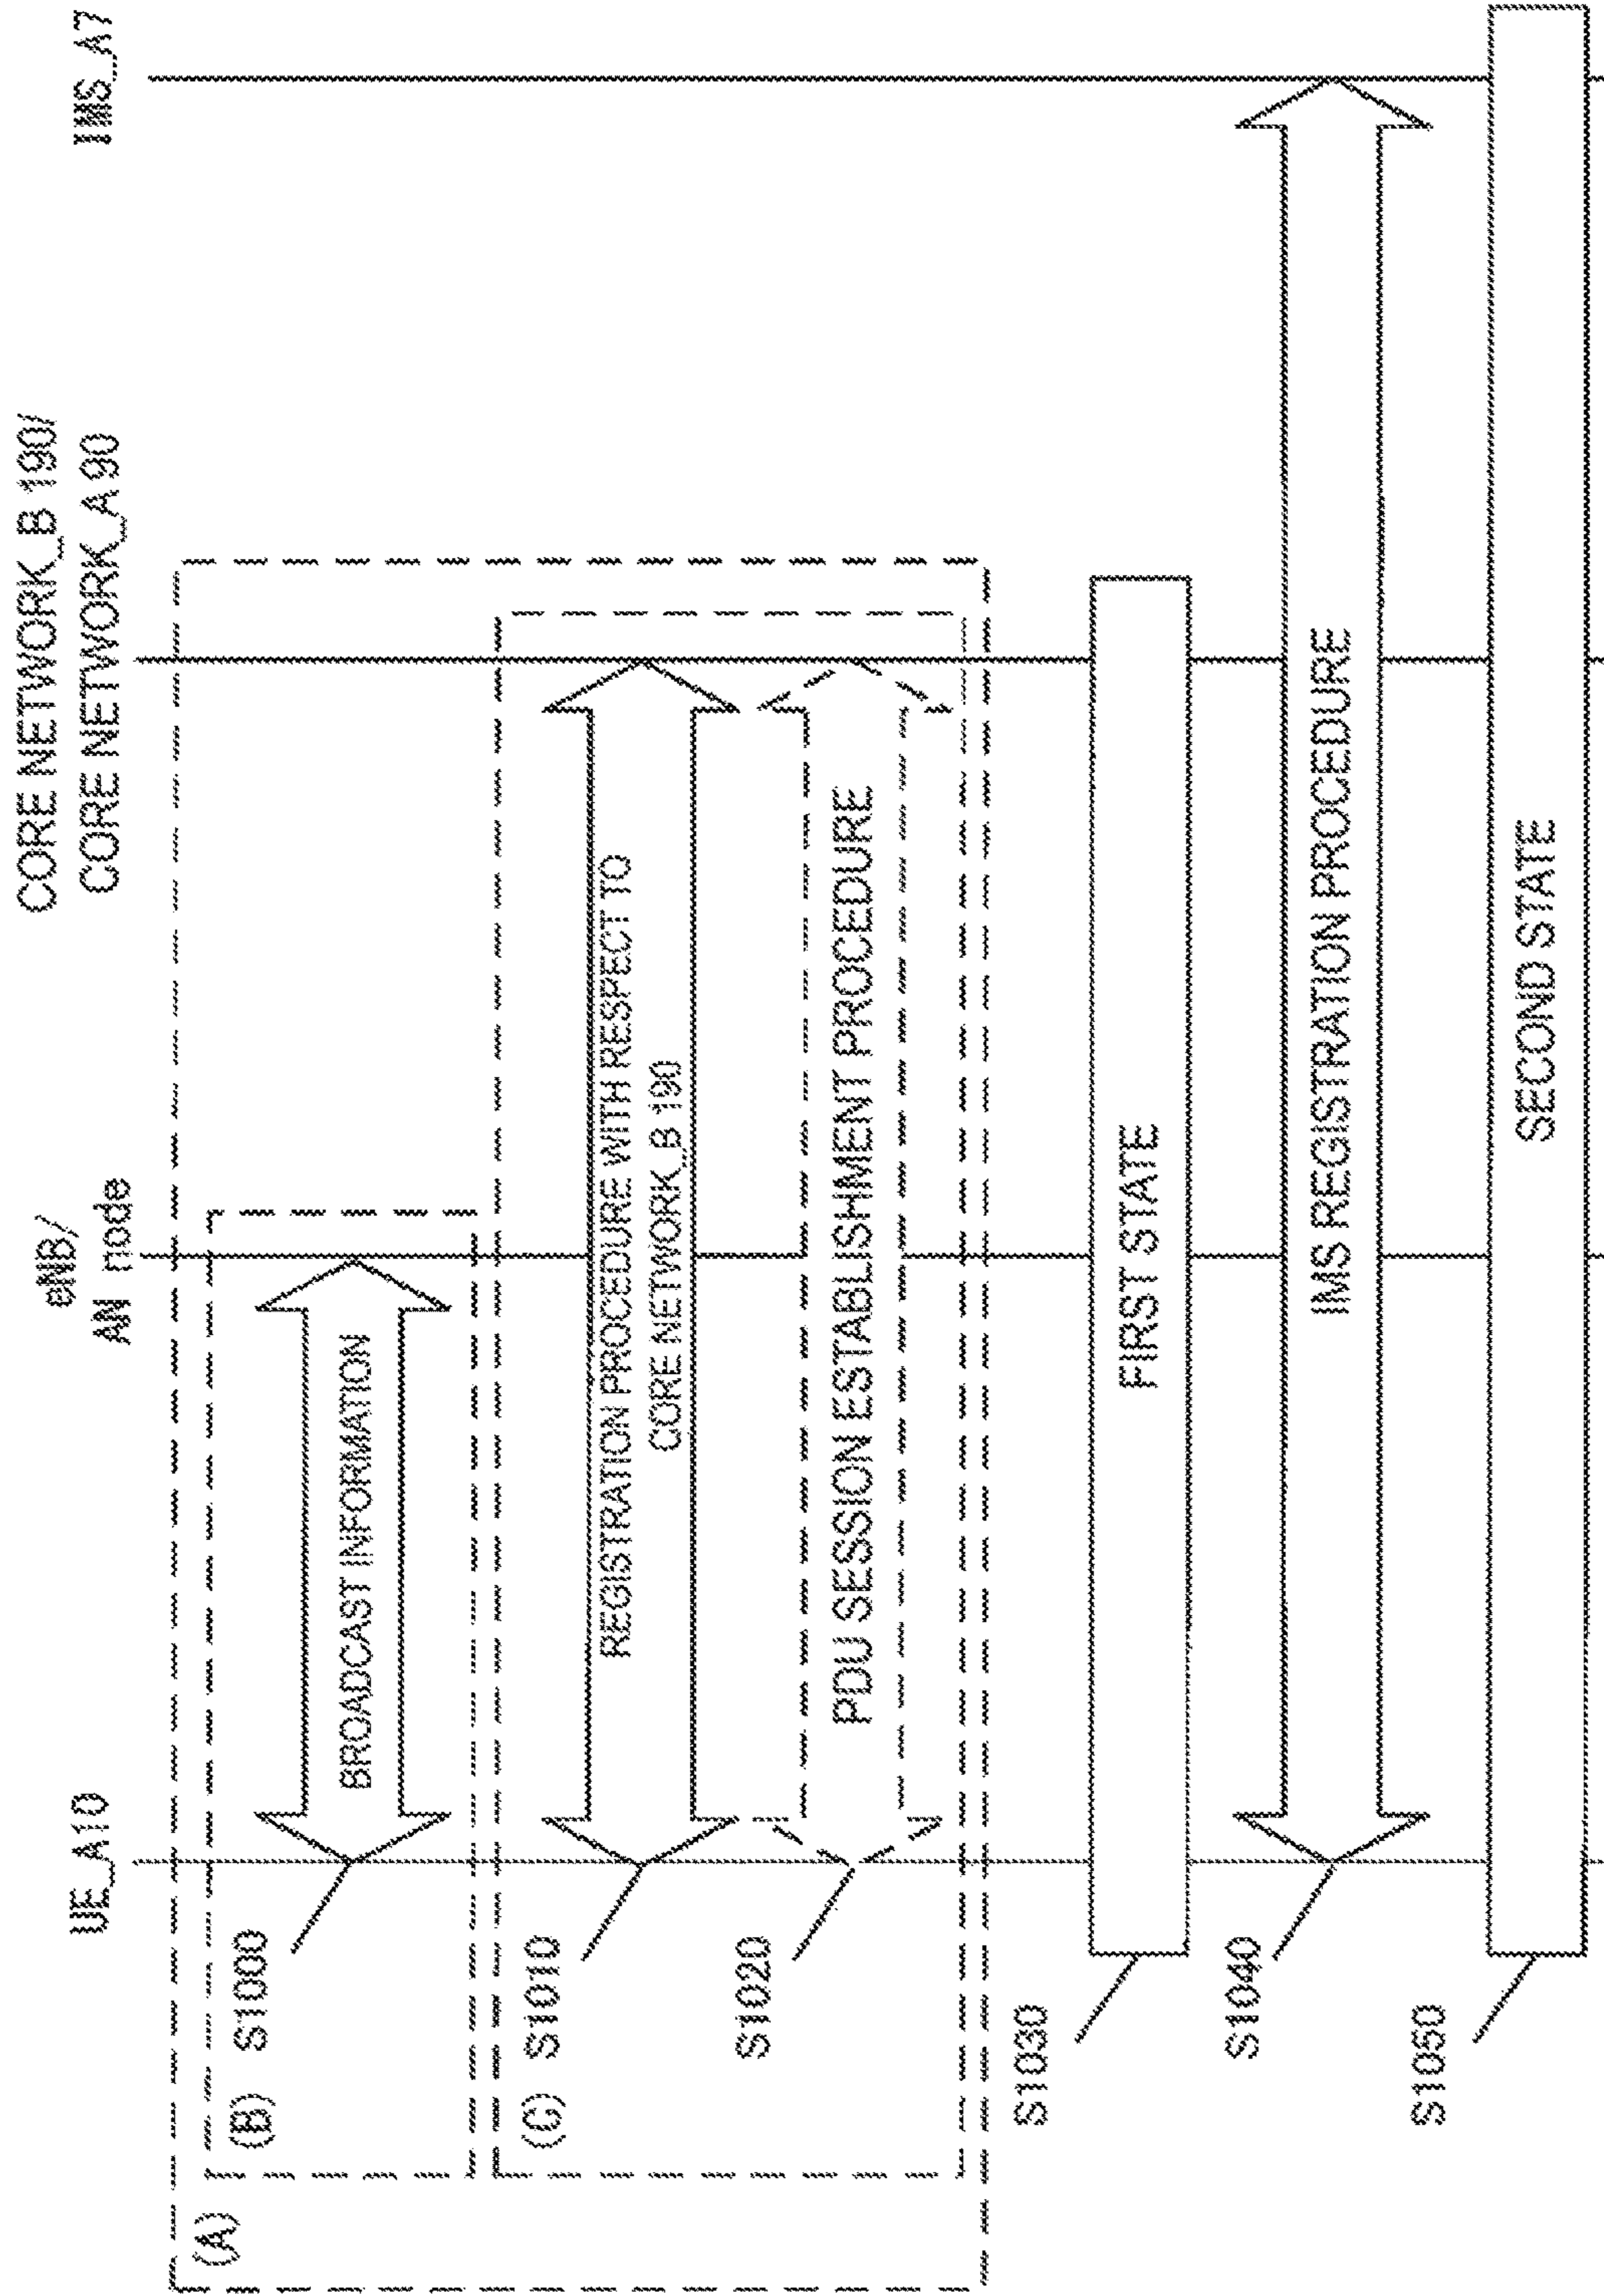 UE_A10
eNB/
AN node
CORE NETWORK_B 190/
CORE NETWORK_A 90
IMS_A7
(A)
(B) S1000
BROADCAST INFORMATION
(C) S1010
REGISTRATION PROCEDURE WITH RESPECT TO
CORE NETWORK_B 190
S1020
PDU SESSION ESTABLISHMENT PROCEDURE
S1030
FIRST STATE
S1040
IMS REGISTRATION PROCEDURE
S1050
SECOND STATE